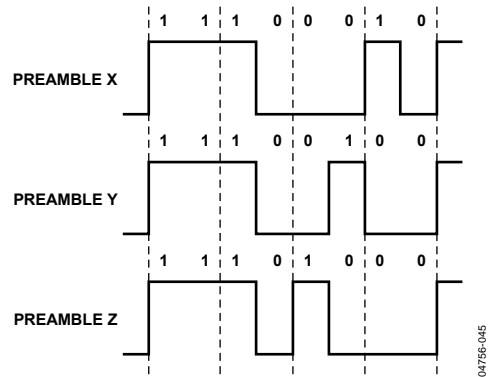 1 1 1 0 0 0 1 0
PREAMBLE X
1 1 1 0 0 1 0 0
PREAMBLE Y
1 1 1 0 1 0 0 0
PREAMBLE Z
04756-045